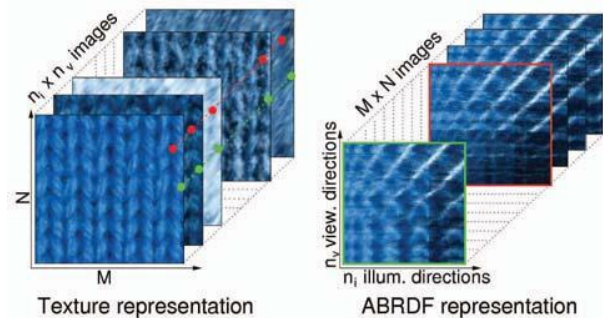 n_i x n_v images
N
M
Texture representation
M x N images
n_v view. directions
n_i illum. directions
ABRDF representation